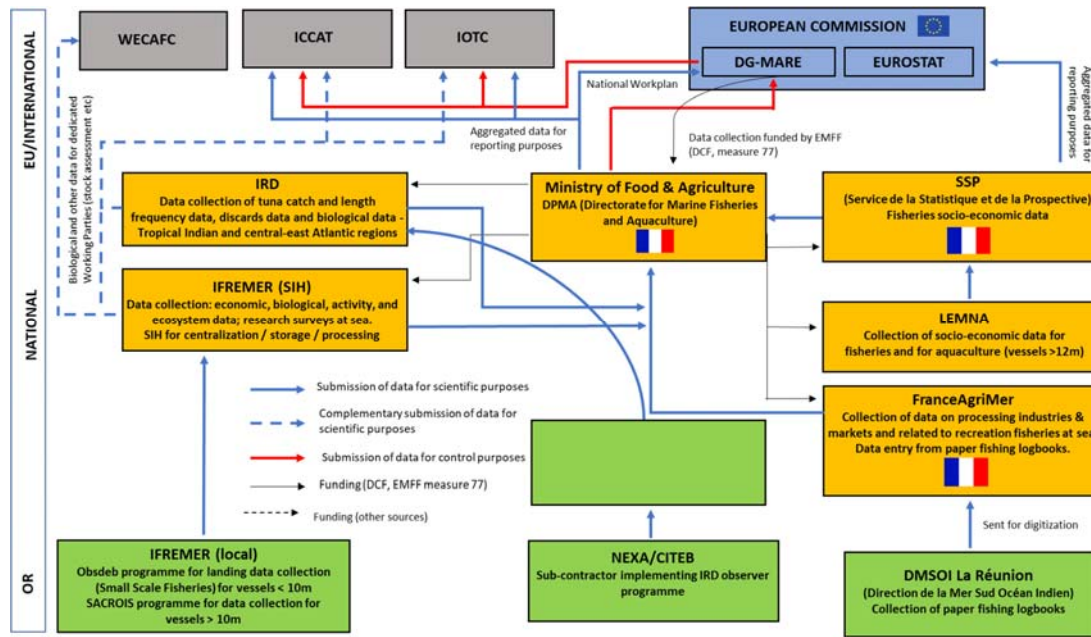 EU/INTERNATIONAL
NATIONAL
OR
WECAFC
ICCAT
IOTC
EUROPEAN COMMISSION
DG-MARE
EUROSTAT
National Workplan
Aggregated data for
reporting purposes
Data collection funded by EMFF
(DCF, measure 77)
Aggregated data for
reporting
purposes
Biological and other data for dedicated
Working Parties (stock assessment etc)
IRD
Data collection of tuna catch and length
frequency data, discards data and biological data -
Tropical Indian and central-east Atlantic regions
Ministry of Food & Agriculture
DPMA (Directorate for Marine Fisheries
and Aquaculture)
SSP
(Service de la Statistique et de la Prospective)
Fisheries socio-economic data
IFREMER (SIH)
Data collection: economic, biological, activity, and
ecosystem data; research surveys at sea.
SIH for centralization / storage / processing
LEMNA
Collection of socio-economic data for
fisheries and for aquaculture (vessels >12m)
FranceAgriMer
Collection of data on processing industries &
markets and related to recreation fisheries at sea.
Data entry from paper fishing logbooks.
Submission of data for scientific purposes
Complementary submission of data for
scientific purposes
Submission of data for control purposes
Funding (DCF, EMFF measure 77)
Funding (other sources)
Sent for digitization
IFREMER (local)
Obsdeb programme for landing data collection
(Small Scale Fisheries) for vessels < 10m
SACROIS programme for data collection for
vessels > 10m
NEXA/CITEB
Sub-contractor implementing IRD observer
programme
DMSOI La Réunion
(Direction de la Mer Sud Océan Indien)
Collection of paper fishing logbooks